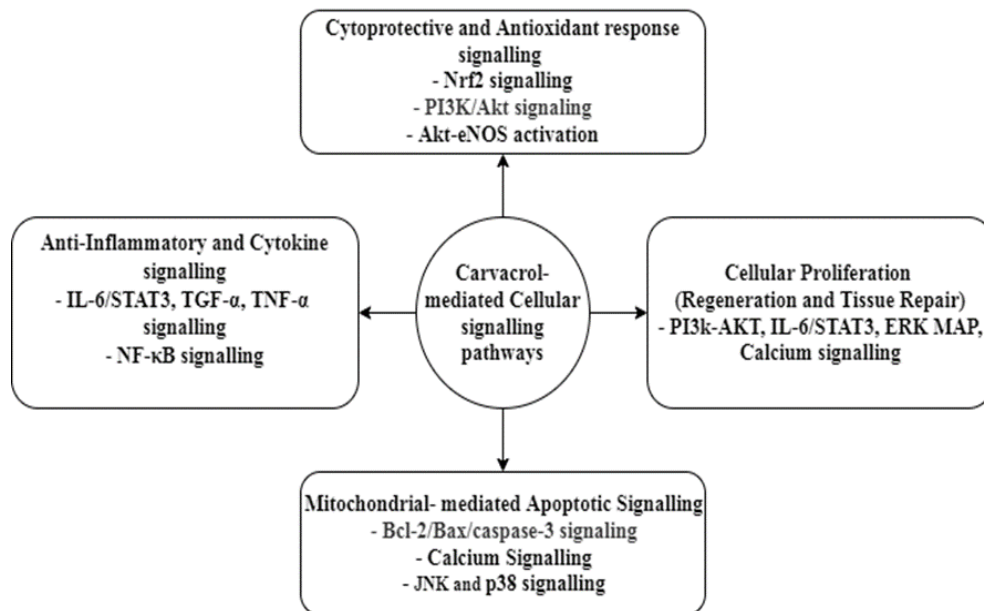 Cytoprotective and Antioxidant response
signalling
- Nrf2 signalling
- PI3K/Akt signaling
- Akt-eNOS activation
Anti-Inflammatory and Cytokine
signalling
- IL-6/STAT3, TGF-α, TNF-α
signalling
- NF-κB signalling
Carvacrol-
mediated Cellular
signalling
pathways
Cellular Proliferation
(Regeneration and Tissue Repair)
- PI3k-AKT, IL-6/STAT3, ERK MAP,
Calcium signalling
Mitochondrial- mediated Apoptotic Signalling
- Bcl-2/Bax/caspase-3 signaling
- Calcium Signalling
- JNK and p38 signalling